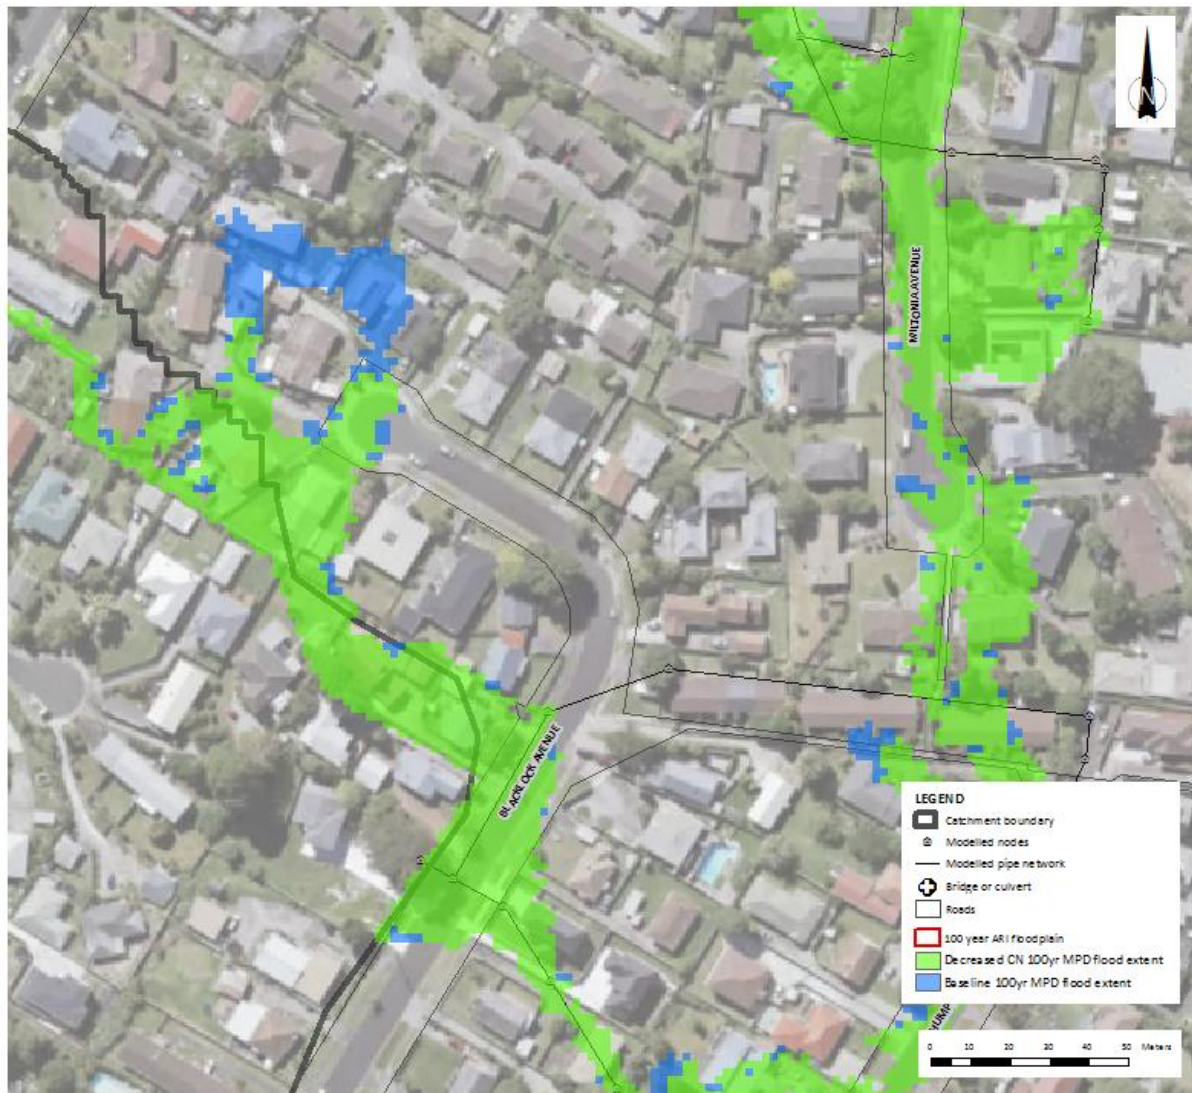 N
MILTONIA AVENUE
BLACKLOCK AVENUE
LEGEND
Catchment boundary
Modelled nodes
Modelled pipe network
Bridge or culvert
Roads
100 year ARI floodplain
Decreased CN 100yr MPD flood extent
Baseline 100yr MPD flood extent
0 10 20 30 40 50 Meters